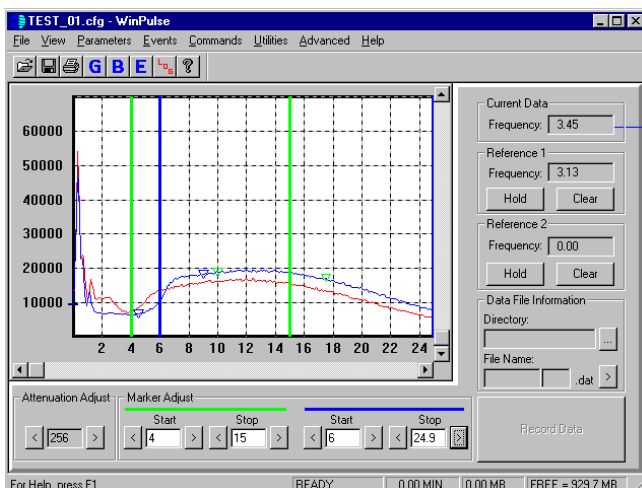 TEST_01.cfg - WinPulse
File View Parameters Events Commands Utilities Advanced Help
G B E LOG ?
60000
50000
40000
30000
20000
10000
2 4 6 8 10 12 14 16 18 20 22 24
Current Data
Frequency: 3.45
Reference 1
Frequency: 3.13
Hold Clear
Reference 2
Frequency: 0.00
Hold Clear
Data File Information
Directory:
...
File Name:
.dat >
Attenuation Adjust
< 256 >
Marker Adjust
Start Stop Start Stop
< 4 > < 15 > < 6 > < 24.9 >
Record Data
For Help, press F1
READY 0.00 MIN 0.00 MB FREE = 929.7 MB